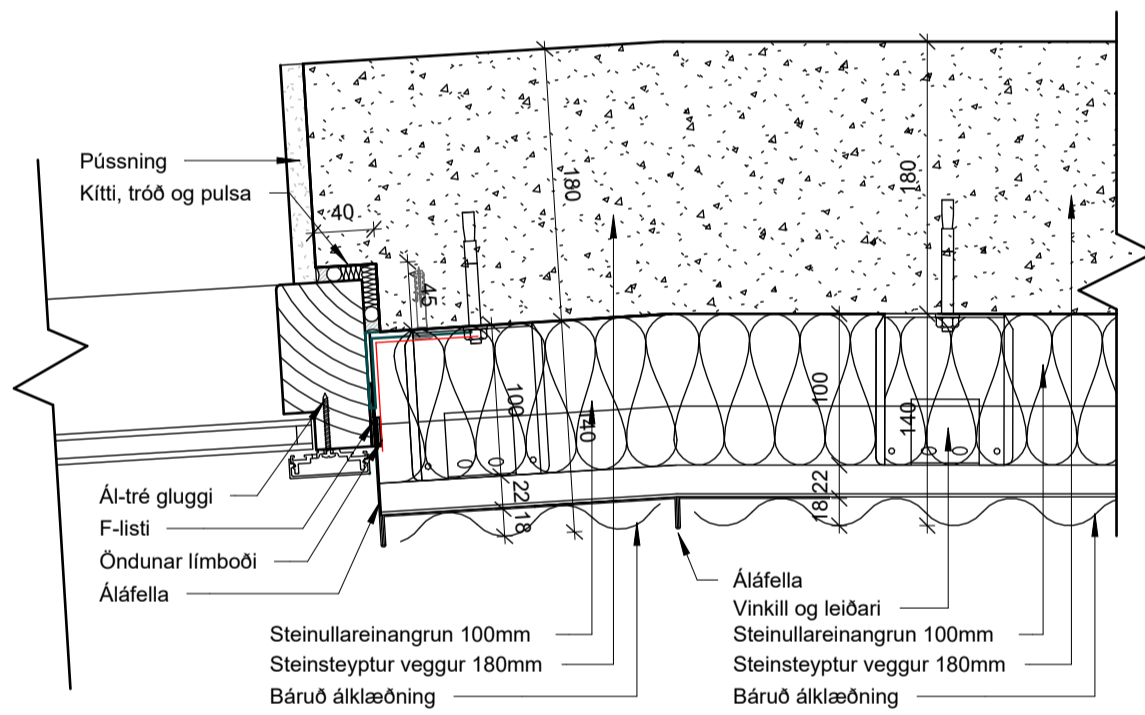 Pússning
Kítti, tróð og pulsa
40
180
180
45
100
140
100
140
22
18
22
18
Ál-tré gluggi
F-listi
Öndunar límboði
Áláfella
Steinullareinangrun 100mm
Steinsteyptur veggur 180mm
Báruð álklæðning
Áláfella
Vinkill og leiðari
Steinullareinangrun 100mm
Steinsteyptur veggur 180mm
Báruð álklæðning